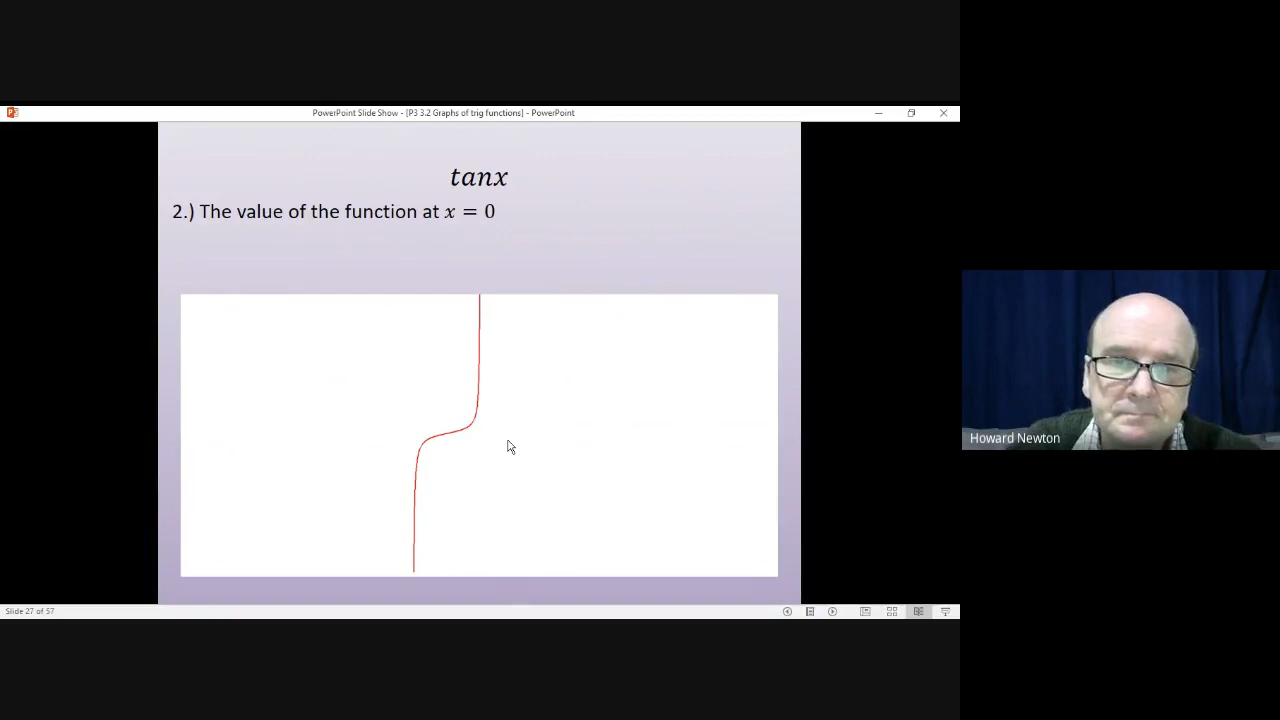 PowerPoint Slide Show - [P3 3.2 Graphs of trig functions] - PowerPoint
tanx
2.) The value of the function at x = 0
Howard Newton
Slide 27 of 57